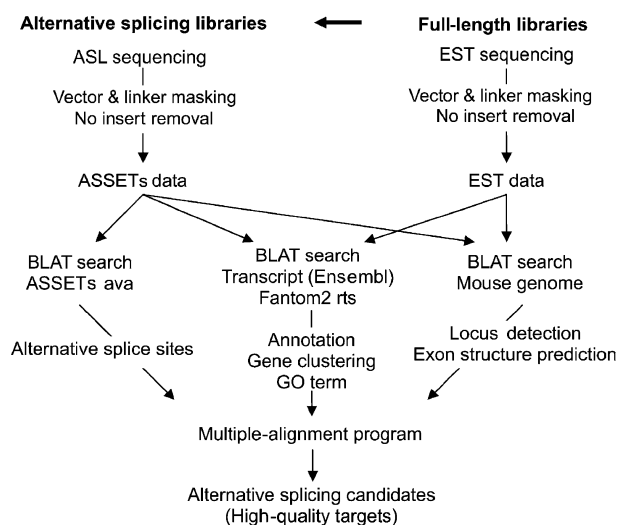 Alternative splicing libraries
Full-length libraries
ASL sequencing
EST sequencing
Vector & linker masking
No insert removal
Vector & linker masking
No insert removal
ASSETs data
EST data
BLAT search
ASSETs ava
BLAT search
Transcript (Ensembl)
Fantom2 rts
BLAT search
Mouse genome
Alternative splice sites
Annotation
Gene clustering
GO term
Locus detection
Exon structure prediction
Multiple-alignment program
Alternative splicing candidates
(High-quality targets)